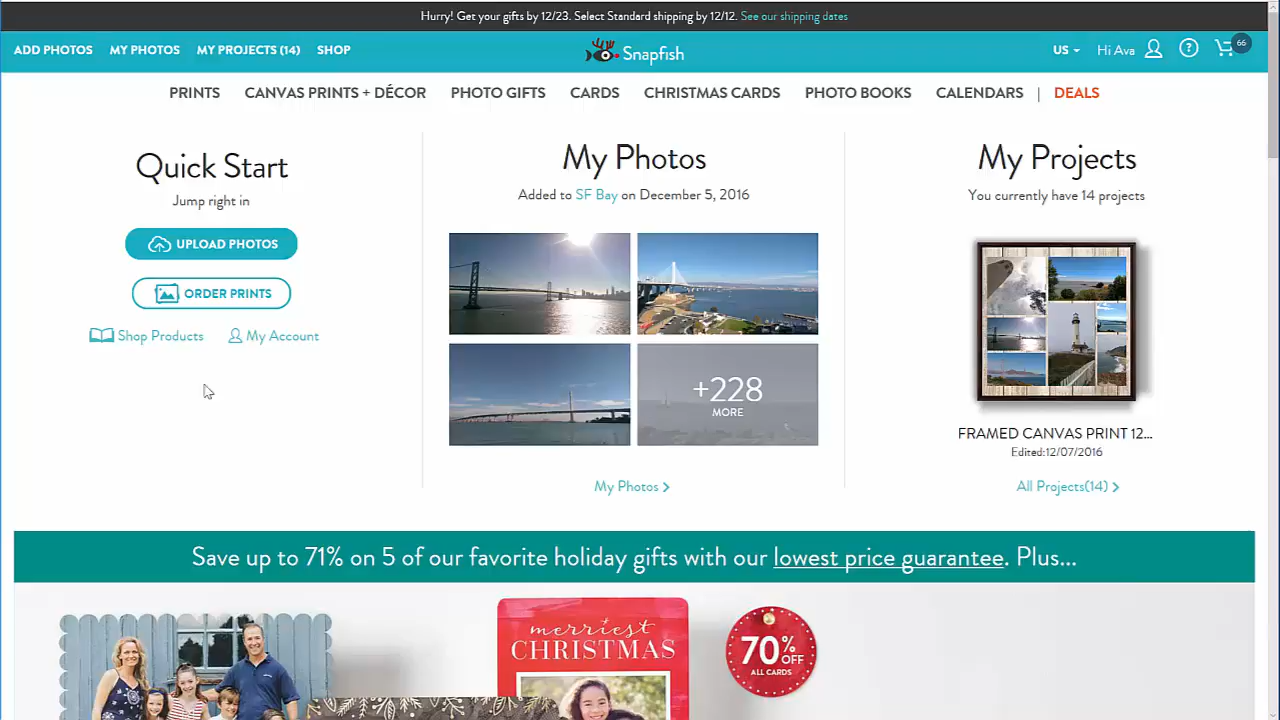 Hurry! Get your gifts by 12/23. Select Standard shipping by 12/12. See our shipping dates
ADD PHOTOS MY PHOTOS MY PROJECTS (14) SHOP Snapfish US Hi Ava ? 66
PRINTS CANVAS PRINTS + DÉCOR PHOTO GIFTS CARDS CHRISTMAS CARDS PHOTO BOOKS CALENDARS | DEALS
Quick Start
Jump right in
UPLOAD PHOTOS
ORDER PRINTS
Shop Products My Account
My Photos
Added to SF Bay on December 5, 2016
+228
MORE
My Photos >
My Projects
You currently have 14 projects
FRAMED CANVAS PRINT 12...
Edited:12/07/2016
All Projects(14) >
Save up to 71% on 5 of our favorite holiday gifts with our lowest price guarantee. Plus...
merriest
CHRISTMAS
70% OFF
ALL CARDS